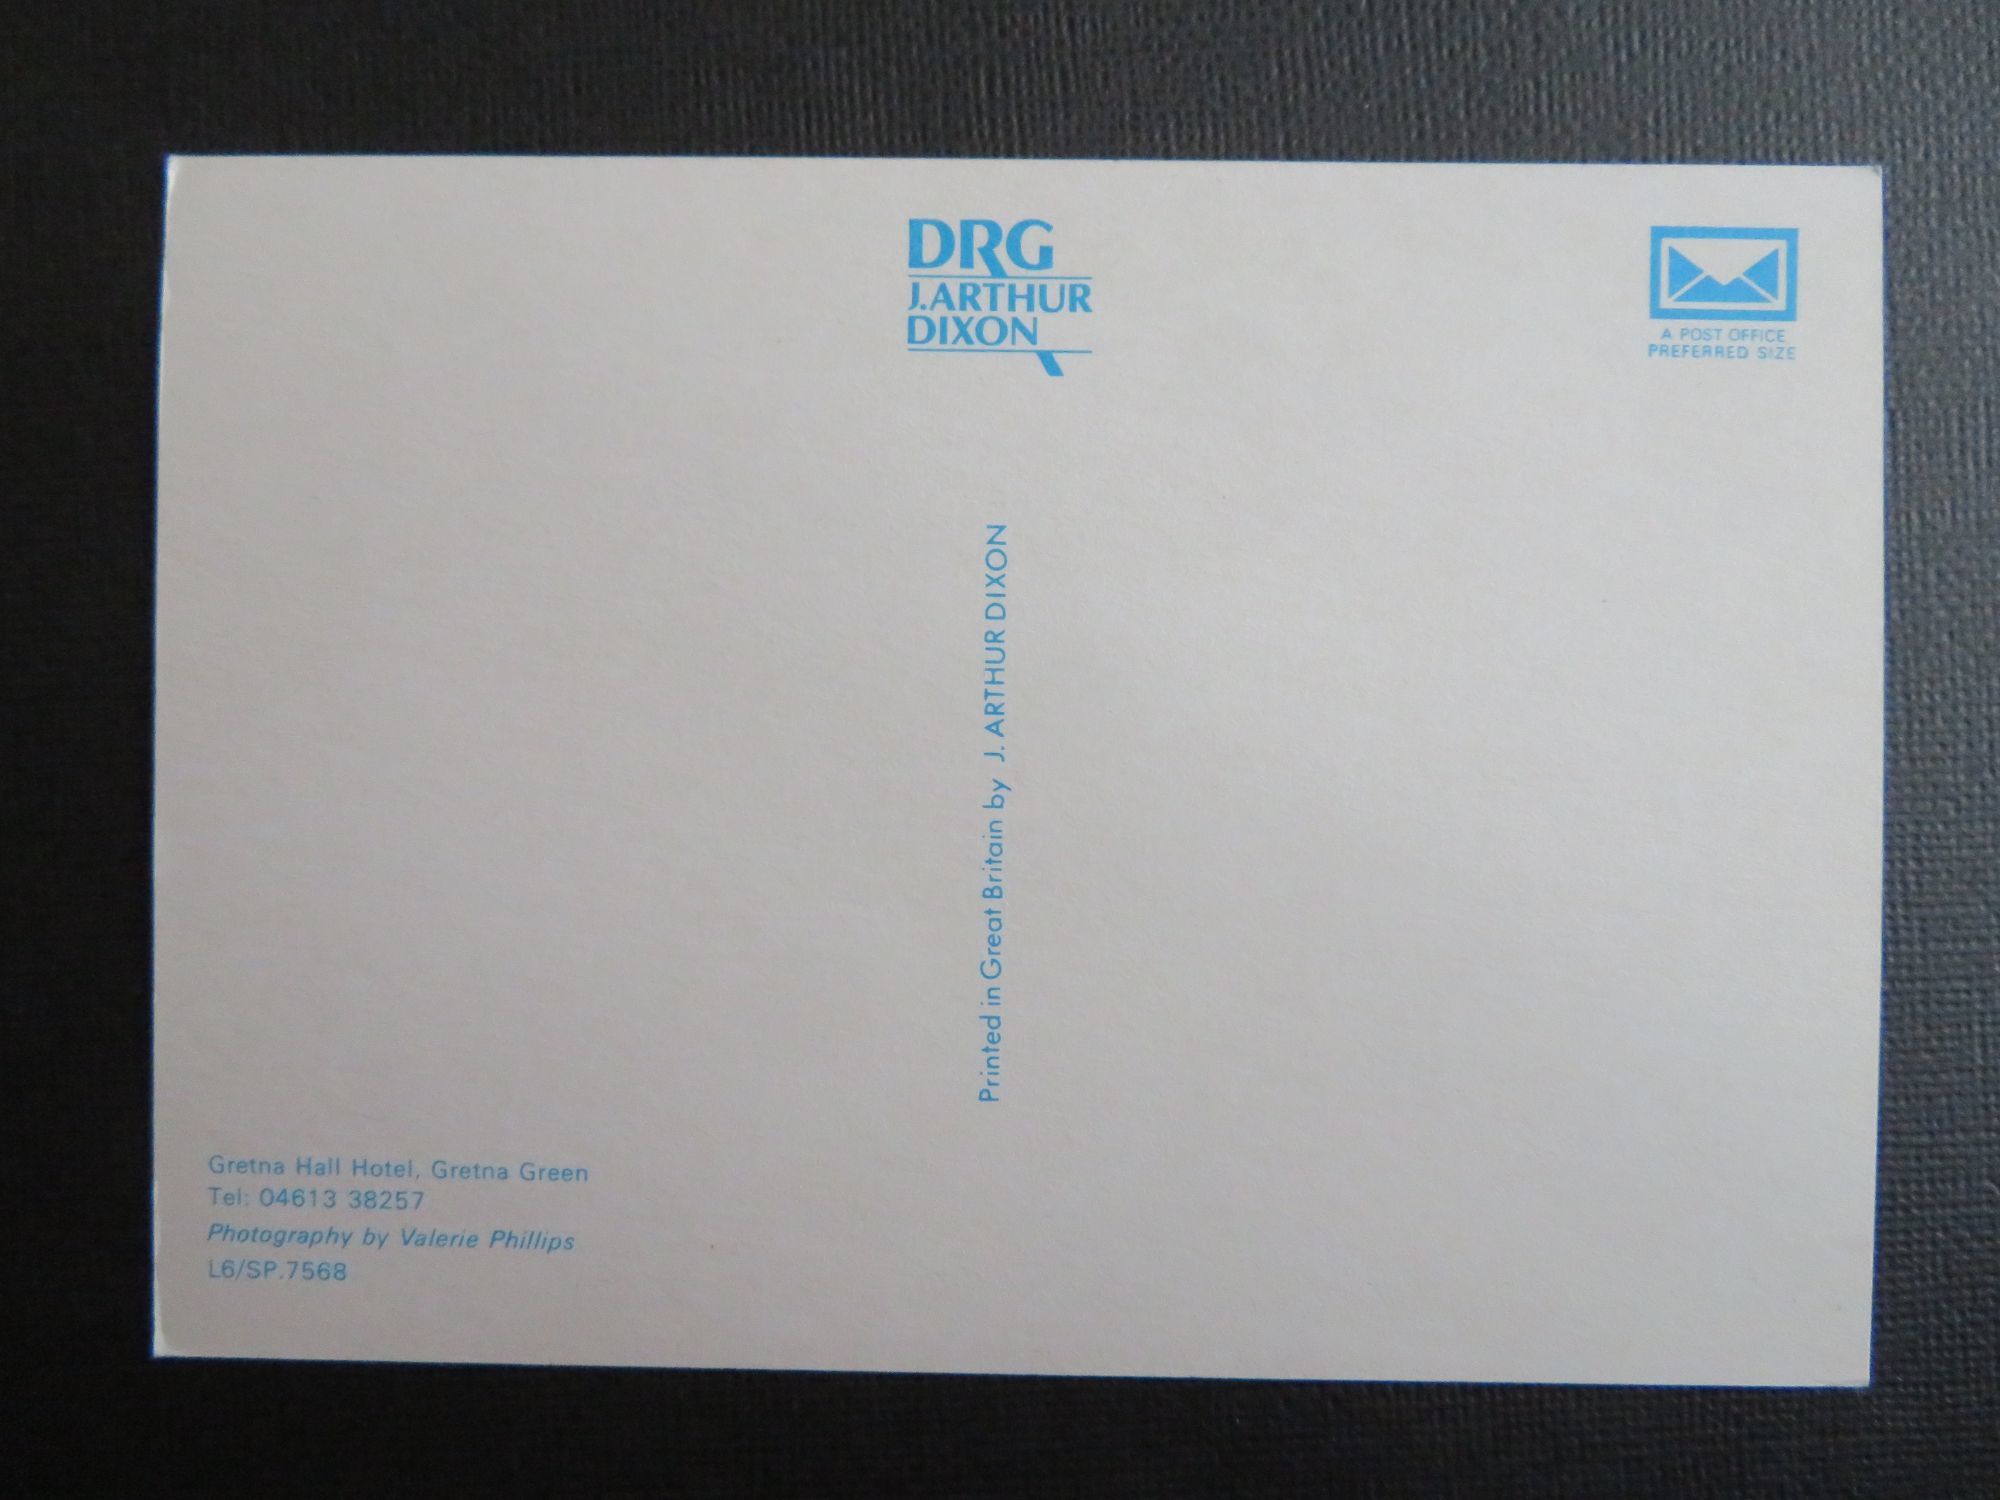 DRG
J.ARTHUR
DIXON
A POST OFFICE
PREFERRED SIZE
Printed in Great Britain by J. ARTHUR DIXON
Gretna Hall Hotel, Gretna Green
Tel: 04613 38257
Photography by Valerie Phillips
L6/SP.7568